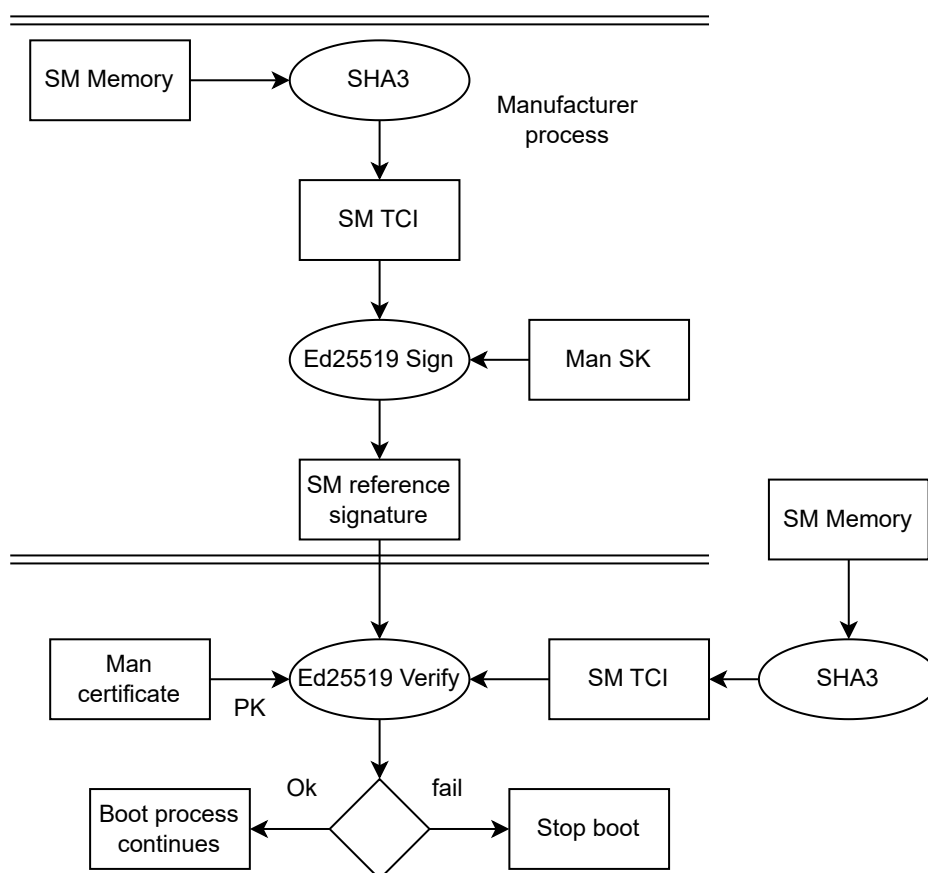 SM Memory
SHA3
Manufacturer
process
SM TCI
Ed25519 Sign
Man SK
SM reference
signature
SM Memory
Man
certificate
PK
Ed25519 Verify
SM TCI
SHA3
Ok
fail
Boot process
continues
Stop boot